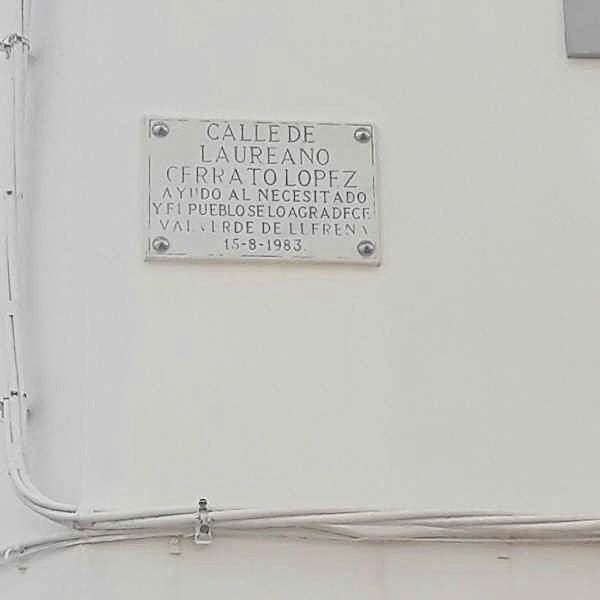 CALLE DE
LAUREANO
CERRATO LOPEZ
AYUDO AL NECESITADO
Y EL PUEBLO SE LO AGRADECE
VALVERDE DE LLERENA
15-8-1983.